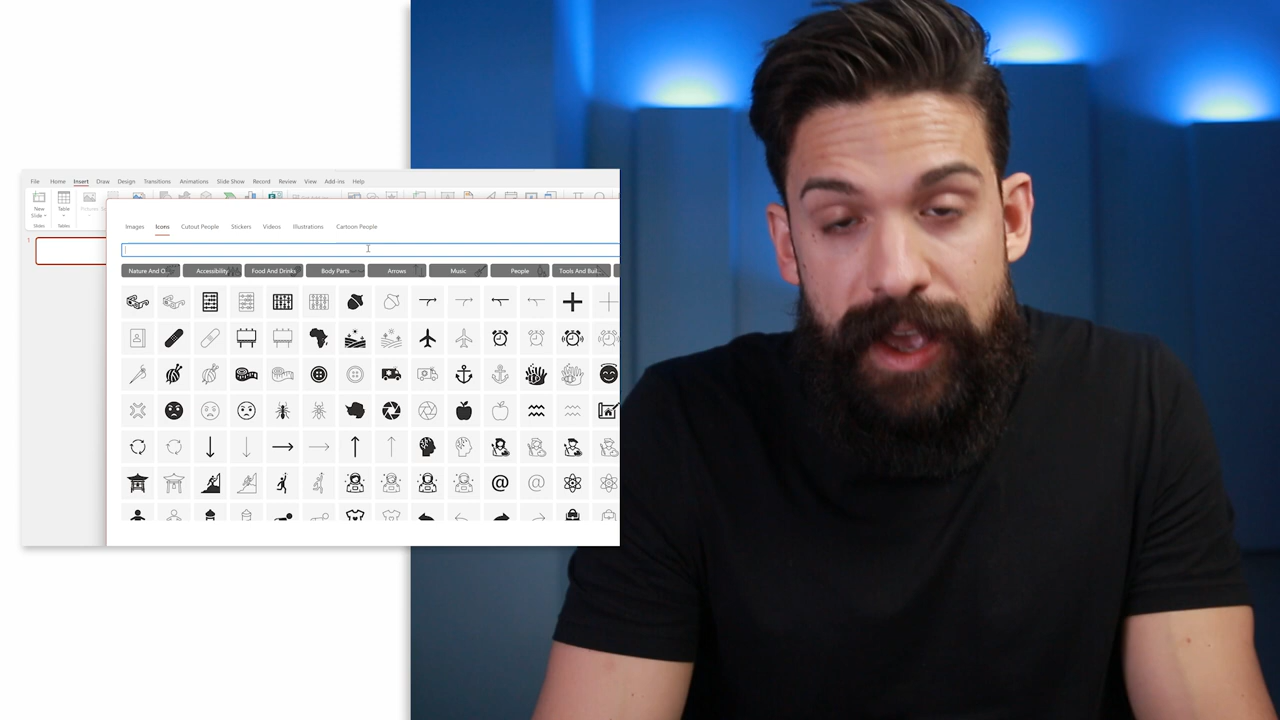 File Home Insert Draw Design Transitions Animations Slide Show Record Review View Add-ins Help
New Slide
Table
Pictures
Slides Tables
Images Icons Cutout People Stickers Videos Illustrations Cartoon People
Nature And O... Accessibility Food And Drinks Body Parts Arrows Music People Tools And Buil...
1
@ @